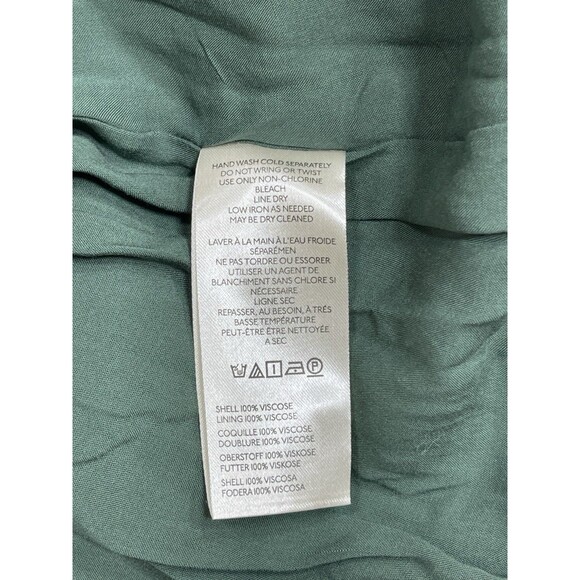 HAND WASH COLD SEPARATELY
DO NOT WRING OR TWIST
USE ONLY NON-CHLORINE
BLEACH
LINE DRY
LOW IRON AS NEEDED
MAY BE DRY CLEANED
LAVER À LA MAIN À L'EAU FROIDE
SÉPARÉMEN
NE PAS TORDRE OU ESSORER
UTILISER UN AGENT DE
BLANCHIMENT SANS CHLORE SI
NÉCESSAIRE
LIGNE SEC
REPASSER, AU BESOIN, À TRÉS
BASSE TEMPÉRATURE
PEUT-ÊTRE ÊTRE NETTOYÉE
A SEC
SHELL 100% VISCOSE
LINING 100% VISCOSE
COQUILLE 100% VISCOSE
DOUBLURE 100% VISCOSE
OBERSTOFF 100% VISKOSE
FUTTER 100% VISKOSE
SHELL 100% VISCOSA
FODERA 100% VISCOSA